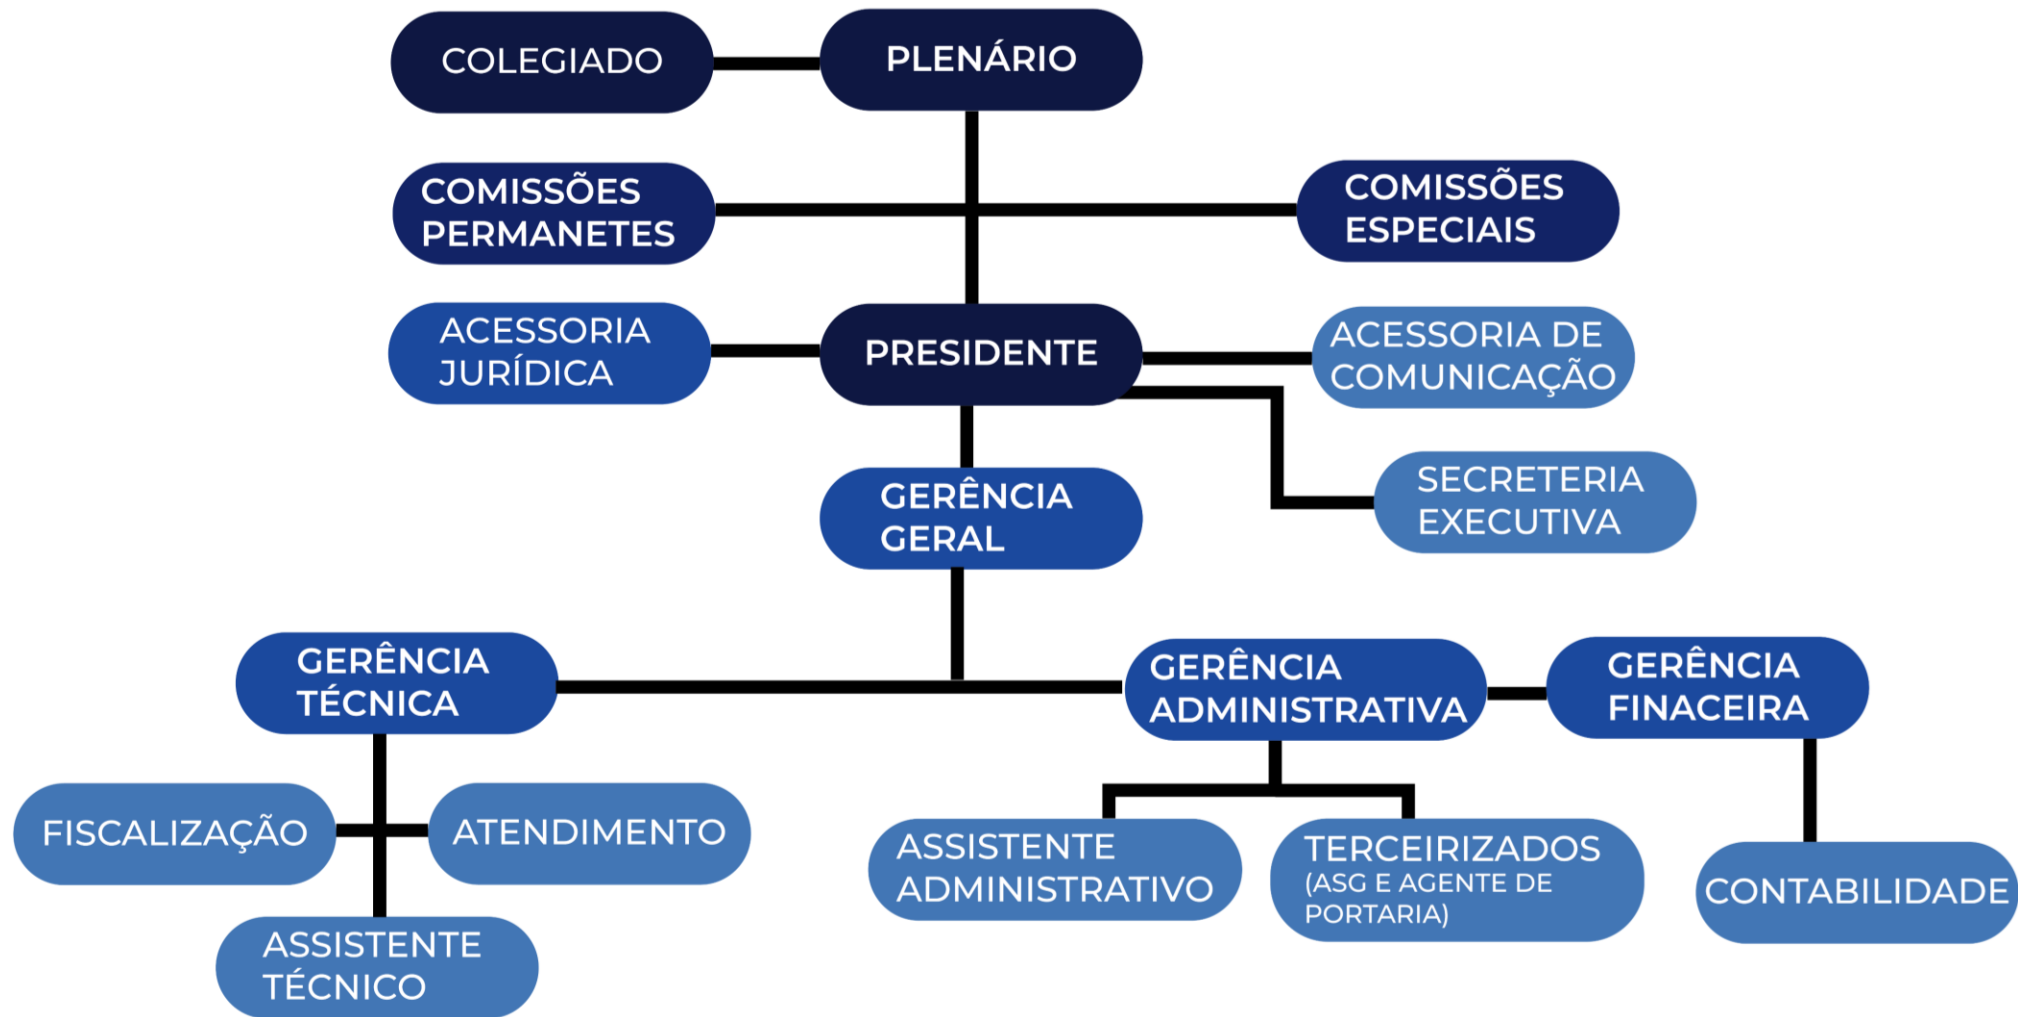 COLEGIADO
PLENÁRIO
COMISSÕES
PERMANETES
COMISSÕES
ESPECIAIS
ACESSORIA
JURÍDICA
PRESIDENTE
ACESSORIA DE
COMUNICAÇÃO
GERÊNCIA
GERAL
SECRETERIA
EXECUTIVA
GERÊNCIA
TÉCNICA
GERÊNCIA
ADMINISTRATIVA
GERÊNCIA
FINACEIRA
FISCALIZAÇÃO
ATENDIMENTO
ASSISTENTE
ADMINISTRATIVO
TERCEIRIZADOS
(ASG E AGENTE DE
PORTARIA)
CONTABILIDADE
ASSISTENTE
TÉCNICO